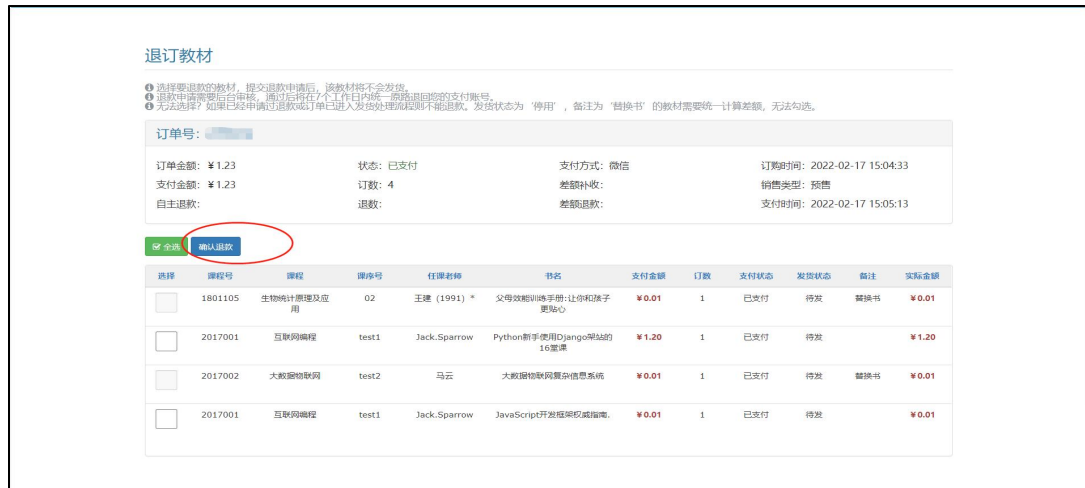 退订教材
选择要退款的教材，提交退款申请后，该教材将不会发货。
退款申请需要后台审核，通过后将在7个工作日内统一原路退回您的支付账号。
无法选择？如果已经申请过退款或订单已进入发货处理流程则不能退款，发货状态为‘停用’，备注为‘替换书’的教材需要统一计算差额，无法勾选。
订单号：
订单金额：￥1.23 状态：已支付 支付方式：微信 订购时间：2022-02-17 15:04:33
支付金额：￥1.23 订数：4 差额补收： 销售类型：预售
自主退款： 退数： 差额退款： 支付时间：2022-02-17 15:05:13
全选 确认退款
选择 课程号 课程 课序号 任课老师 书名 支付金额 订数 支付状态 发货状态 备注 实际金额
1801105 生物统计原理及应 02 王建（1991）* 父母效能训练手册:让你和孩子 ￥0.01 1 已支付 待发 替换书 ￥0.01
用 更贴心
2017001 互联网编程 test1 Jack.Sparrow Python新手使用Django架站的 ￥1.20 1 已支付 待发 ￥1.20
16堂课
2017002 大数据物联网 test2 马云 大数据物联网复杂信息系统 ￥0.01 1 已支付 待发 替换书 ￥0.01
2017001 互联网编程 test1 Jack.Sparrow JavaScript开发框架权威指南. ￥0.01 1 已支付 待发 ￥0.01